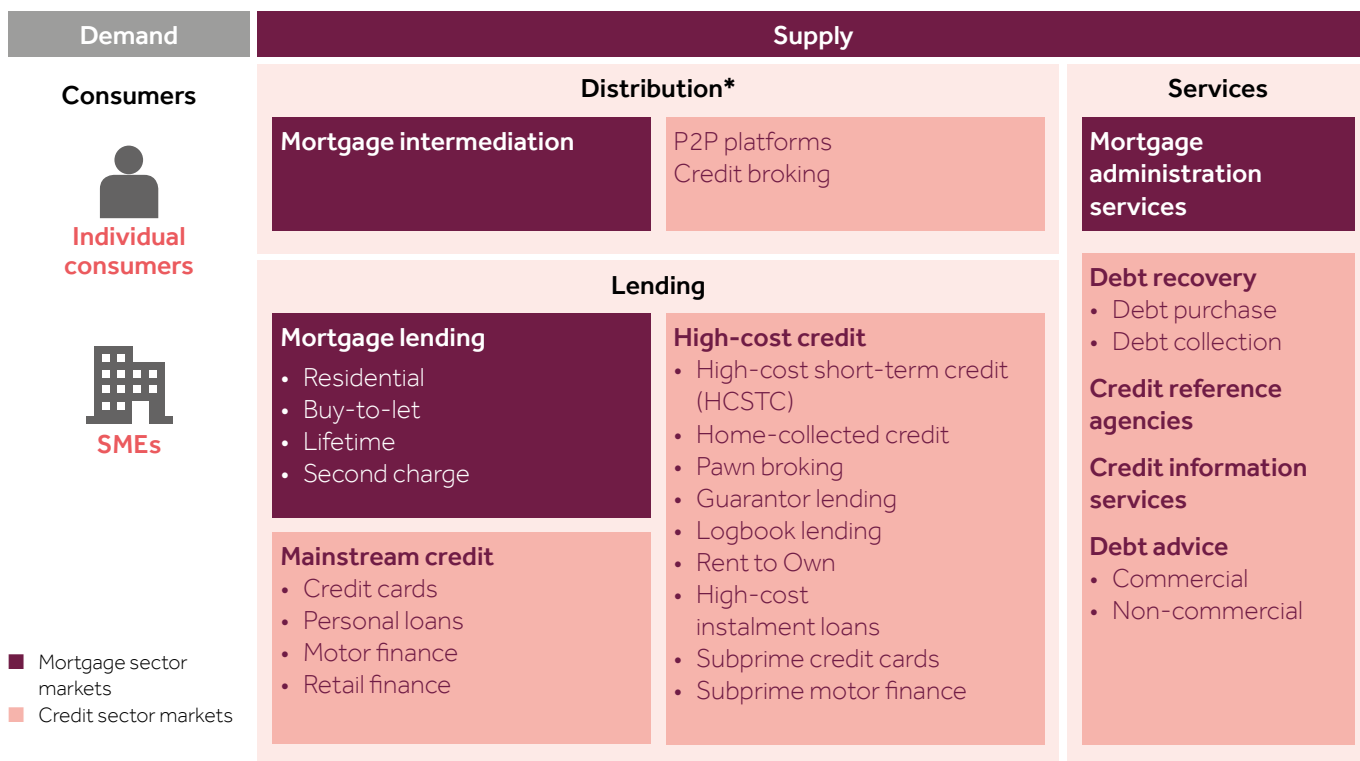 Demand
Supply
Consumers
Individual
consumers
SMEs
Mortgage sector
markets
Credit sector markets
Distribution*
Mortgage intermediation
P2P platforms
Credit broking
Lending
Mortgage lending
• Residential
• Buy-to-let
• Lifetime
• Second charge
Mainstream credit
• Credit cards
• Personal loans
• Motor finance
• Retail finance
High-cost credit
• High-cost short-term credit
(HCSTC)
• Home-collected credit
• Pawn broking
• Guarantor lending
• Logbook lending
• Rent to Own
• High-cost
instalment loans
• Subprime credit cards
• Subprime motor finance
Services
Mortgage
administration
services
Debt recovery
• Debt purchase
• Debt collection
Credit reference
agencies
Credit information
services
Debt advice
• Commercial
• Non-commercial